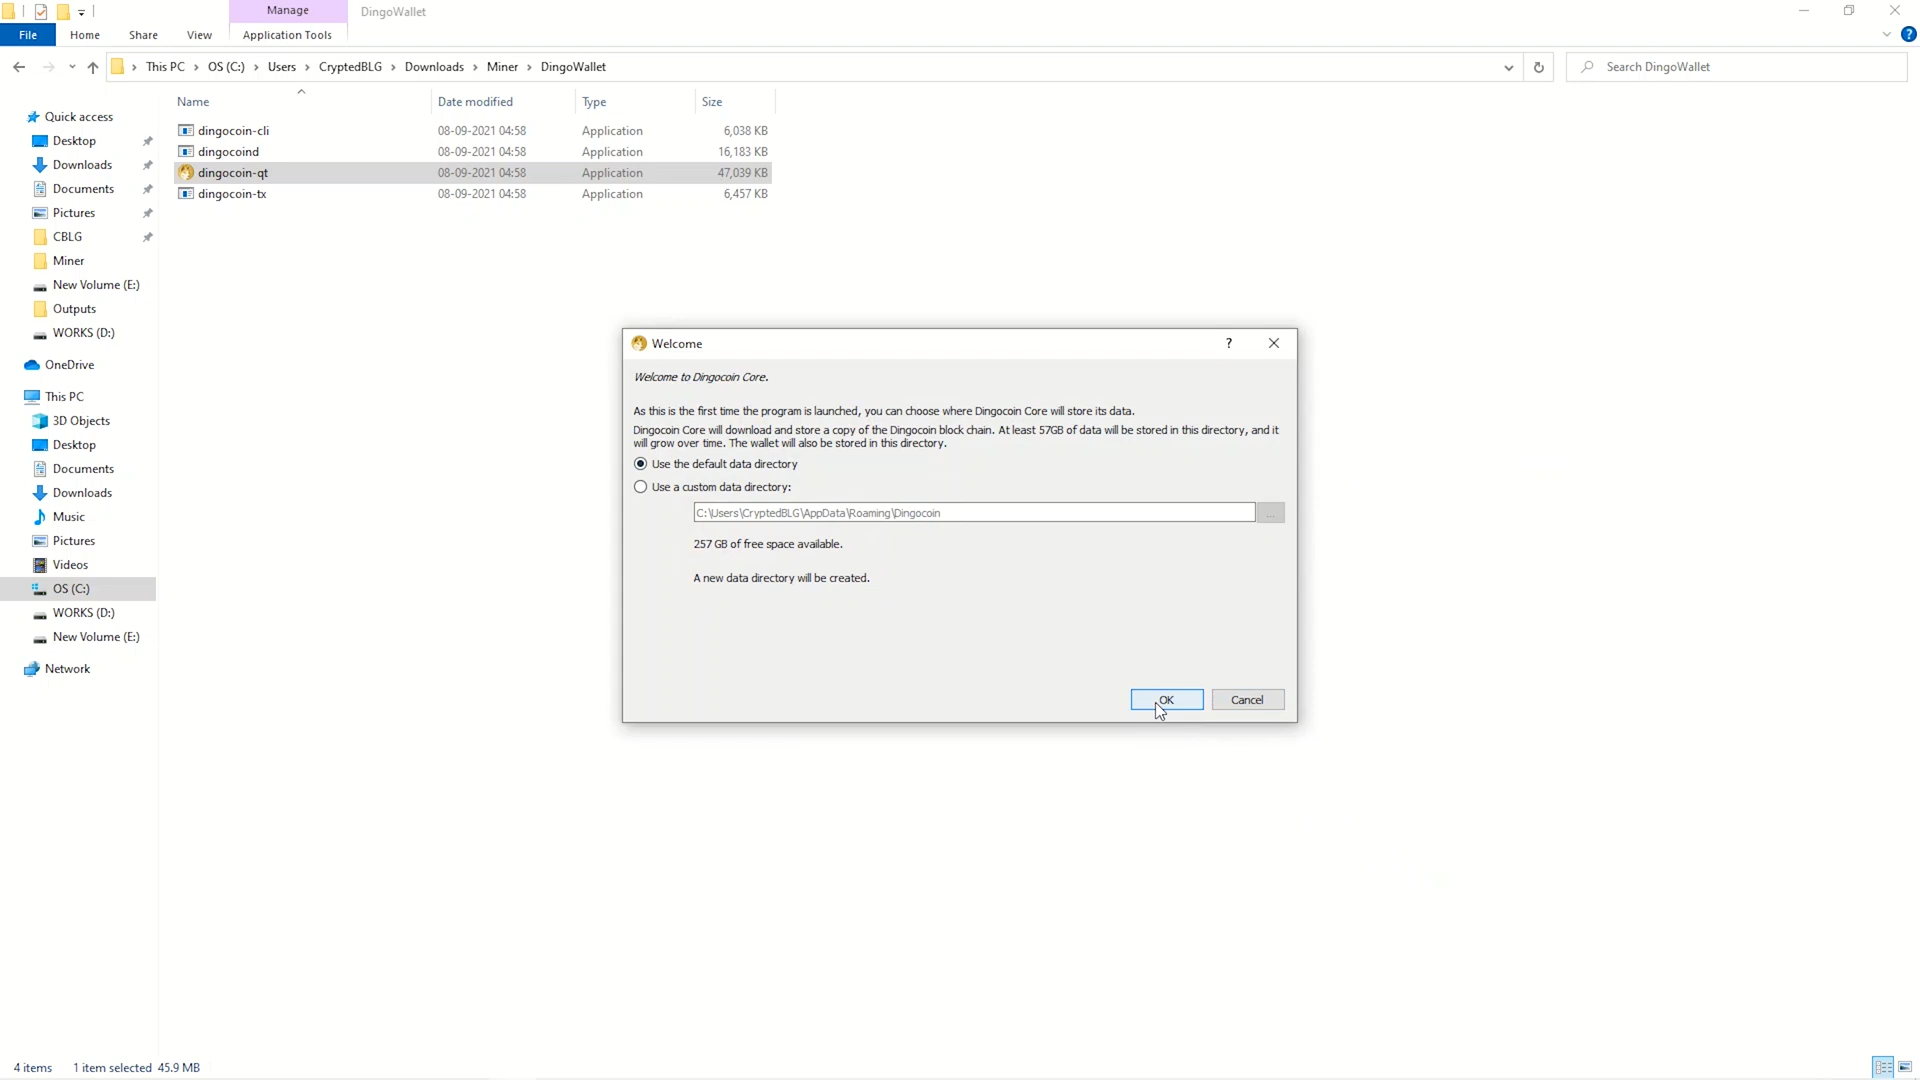 Manage
DingoWallet
File
Home
Share
View
Application Tools
This PC > OS (C:) > Users > CryptedBLG > Downloads > Miner > DingoWallet
Search DingoWallet
Name
Date modified
Type
Size
dingocoin-cli 08-09-2021 04:58 Application 6,038 KB
dingocoind 08-09-2021 04:58 Application 16,183 KB
dingocoin-qt 08-09-2021 04:58 Application 47,039 KB
dingocoin-tx 08-09-2021 04:58 Application 6,457 KB
Quick access
Desktop
Downloads
Documents
Pictures
CBLG
Miner
New Volume (E:)
Outputs
WORKS (D:)
OneDrive
This PC
3D Objects
Desktop
Documents
Downloads
Music
Pictures
Videos
OS (C:)
WORKS (D:)
New Volume (E:)
Network
Welcome
?
Welcome to Dingocoin Core.
As this is the first time the program is launched, you can choose where Dingocoin Core will store its data.
Dingocoin Core will download and store a copy of the Dingocoin block chain. At least 57GB of data will be stored in this directory, and it
will grow over time. The wallet will also be stored in this directory.
Use the default data directory
Use a custom data directory:
C:\Users\CryptedBLG\AppData\Roaming\Dingocoin
...
257 GB of free space available.
A new data directory will be created.
OK
Cancel
4 items
1 item selected 45.9 MB